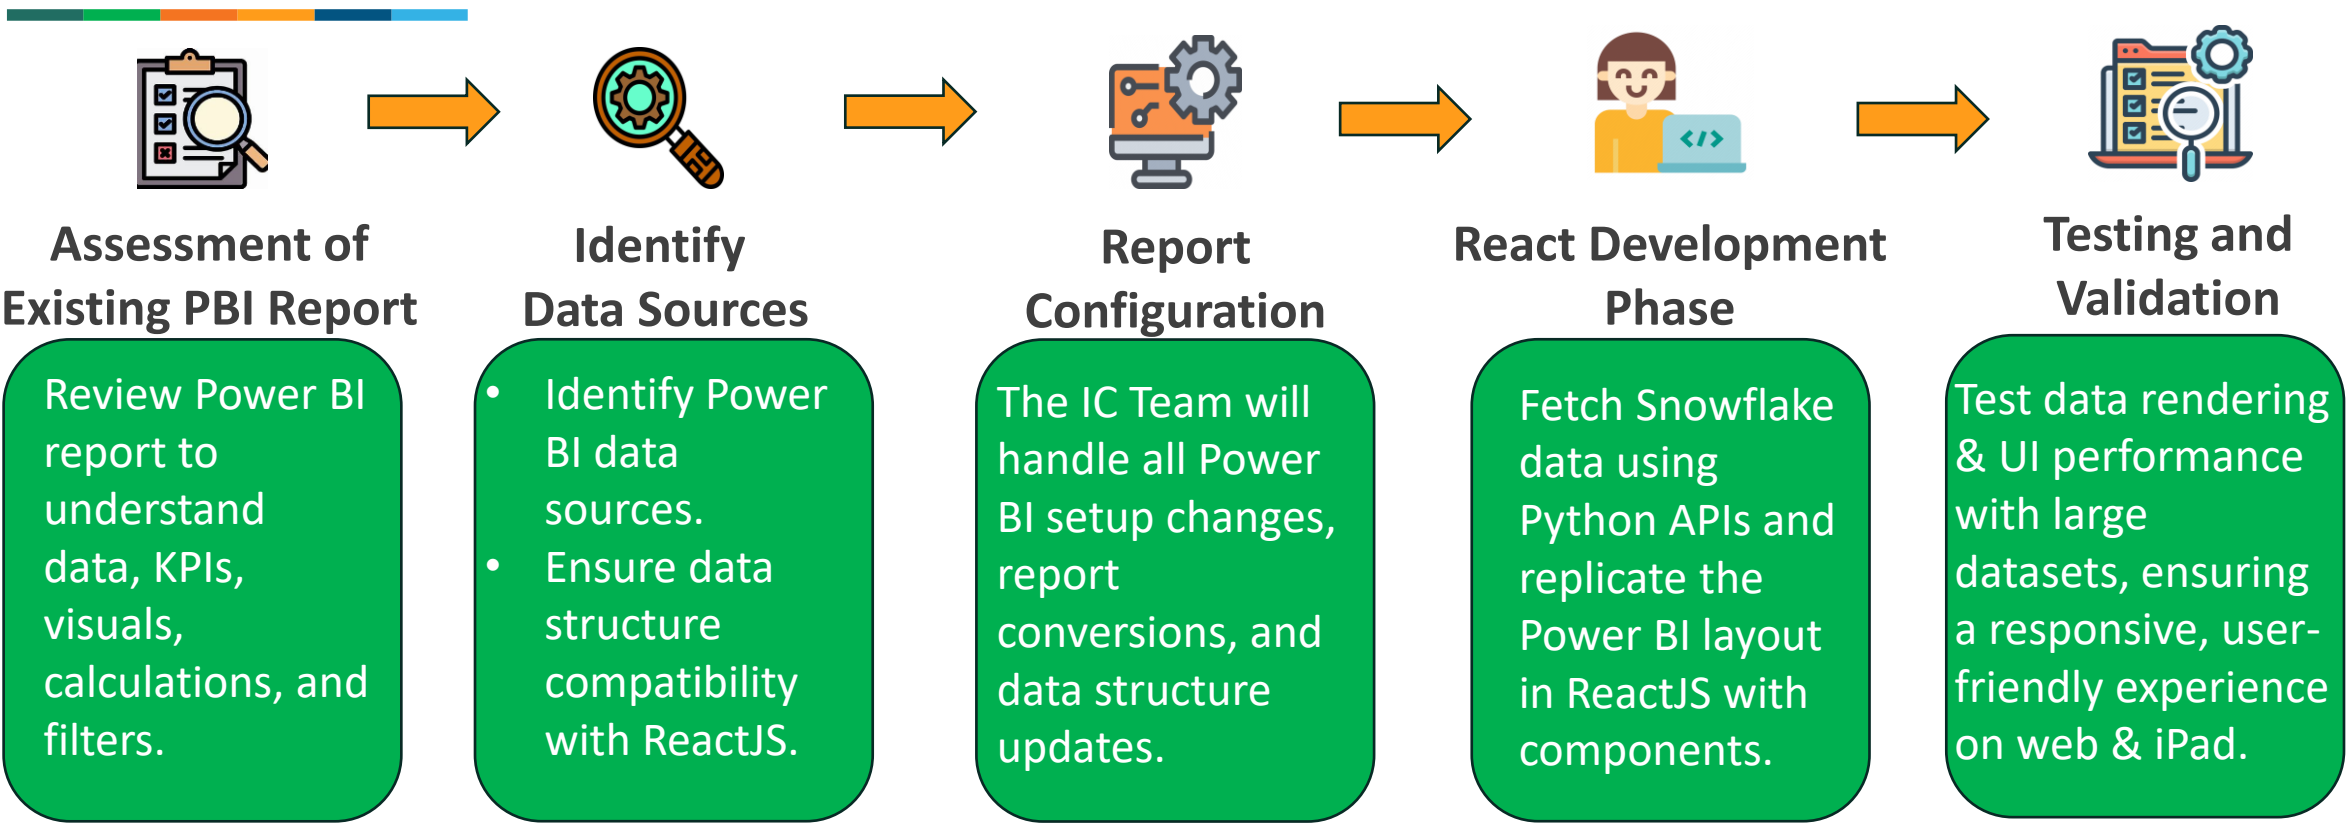 Assessment of
Existing PBI Report
Review Power BI
report to
understand
data, KPIs,
visuals,
calculations, and
filters.
Identify
Data Sources
• Identify Power
BI data
sources.
• Ensure data
structure
compatibility
with ReactJS.
Report
Configuration
The IC Team will
handle all Power
BI setup changes,
report
conversions, and
data structure
updates.
React Development
Phase
</>
Fetch Snowflake
data using
Python APIs and
replicate the
Power BI layout
in ReactJS with
components.
Testing and
Validation
Test data rendering
& UI performance
with large
datasets, ensuring
a responsive, user-
friendly experience
on web & iPad.